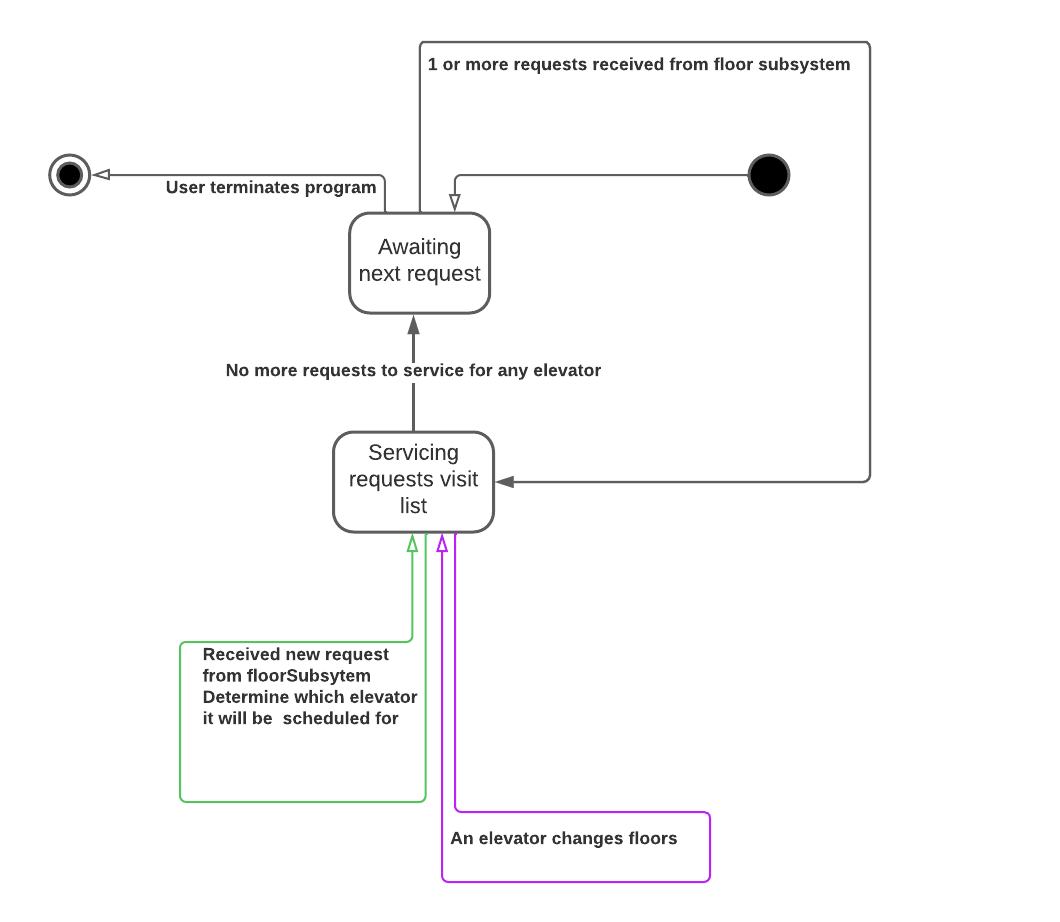 1 or more requests received from floor subsystem
User terminates program
Awaiting
next request
No more requests to service for any elevator
Servicing
requests visit
list
Received new request
from floorSubsytem
Determine which elevator
it will be  scheduled for
An elevator changes floors